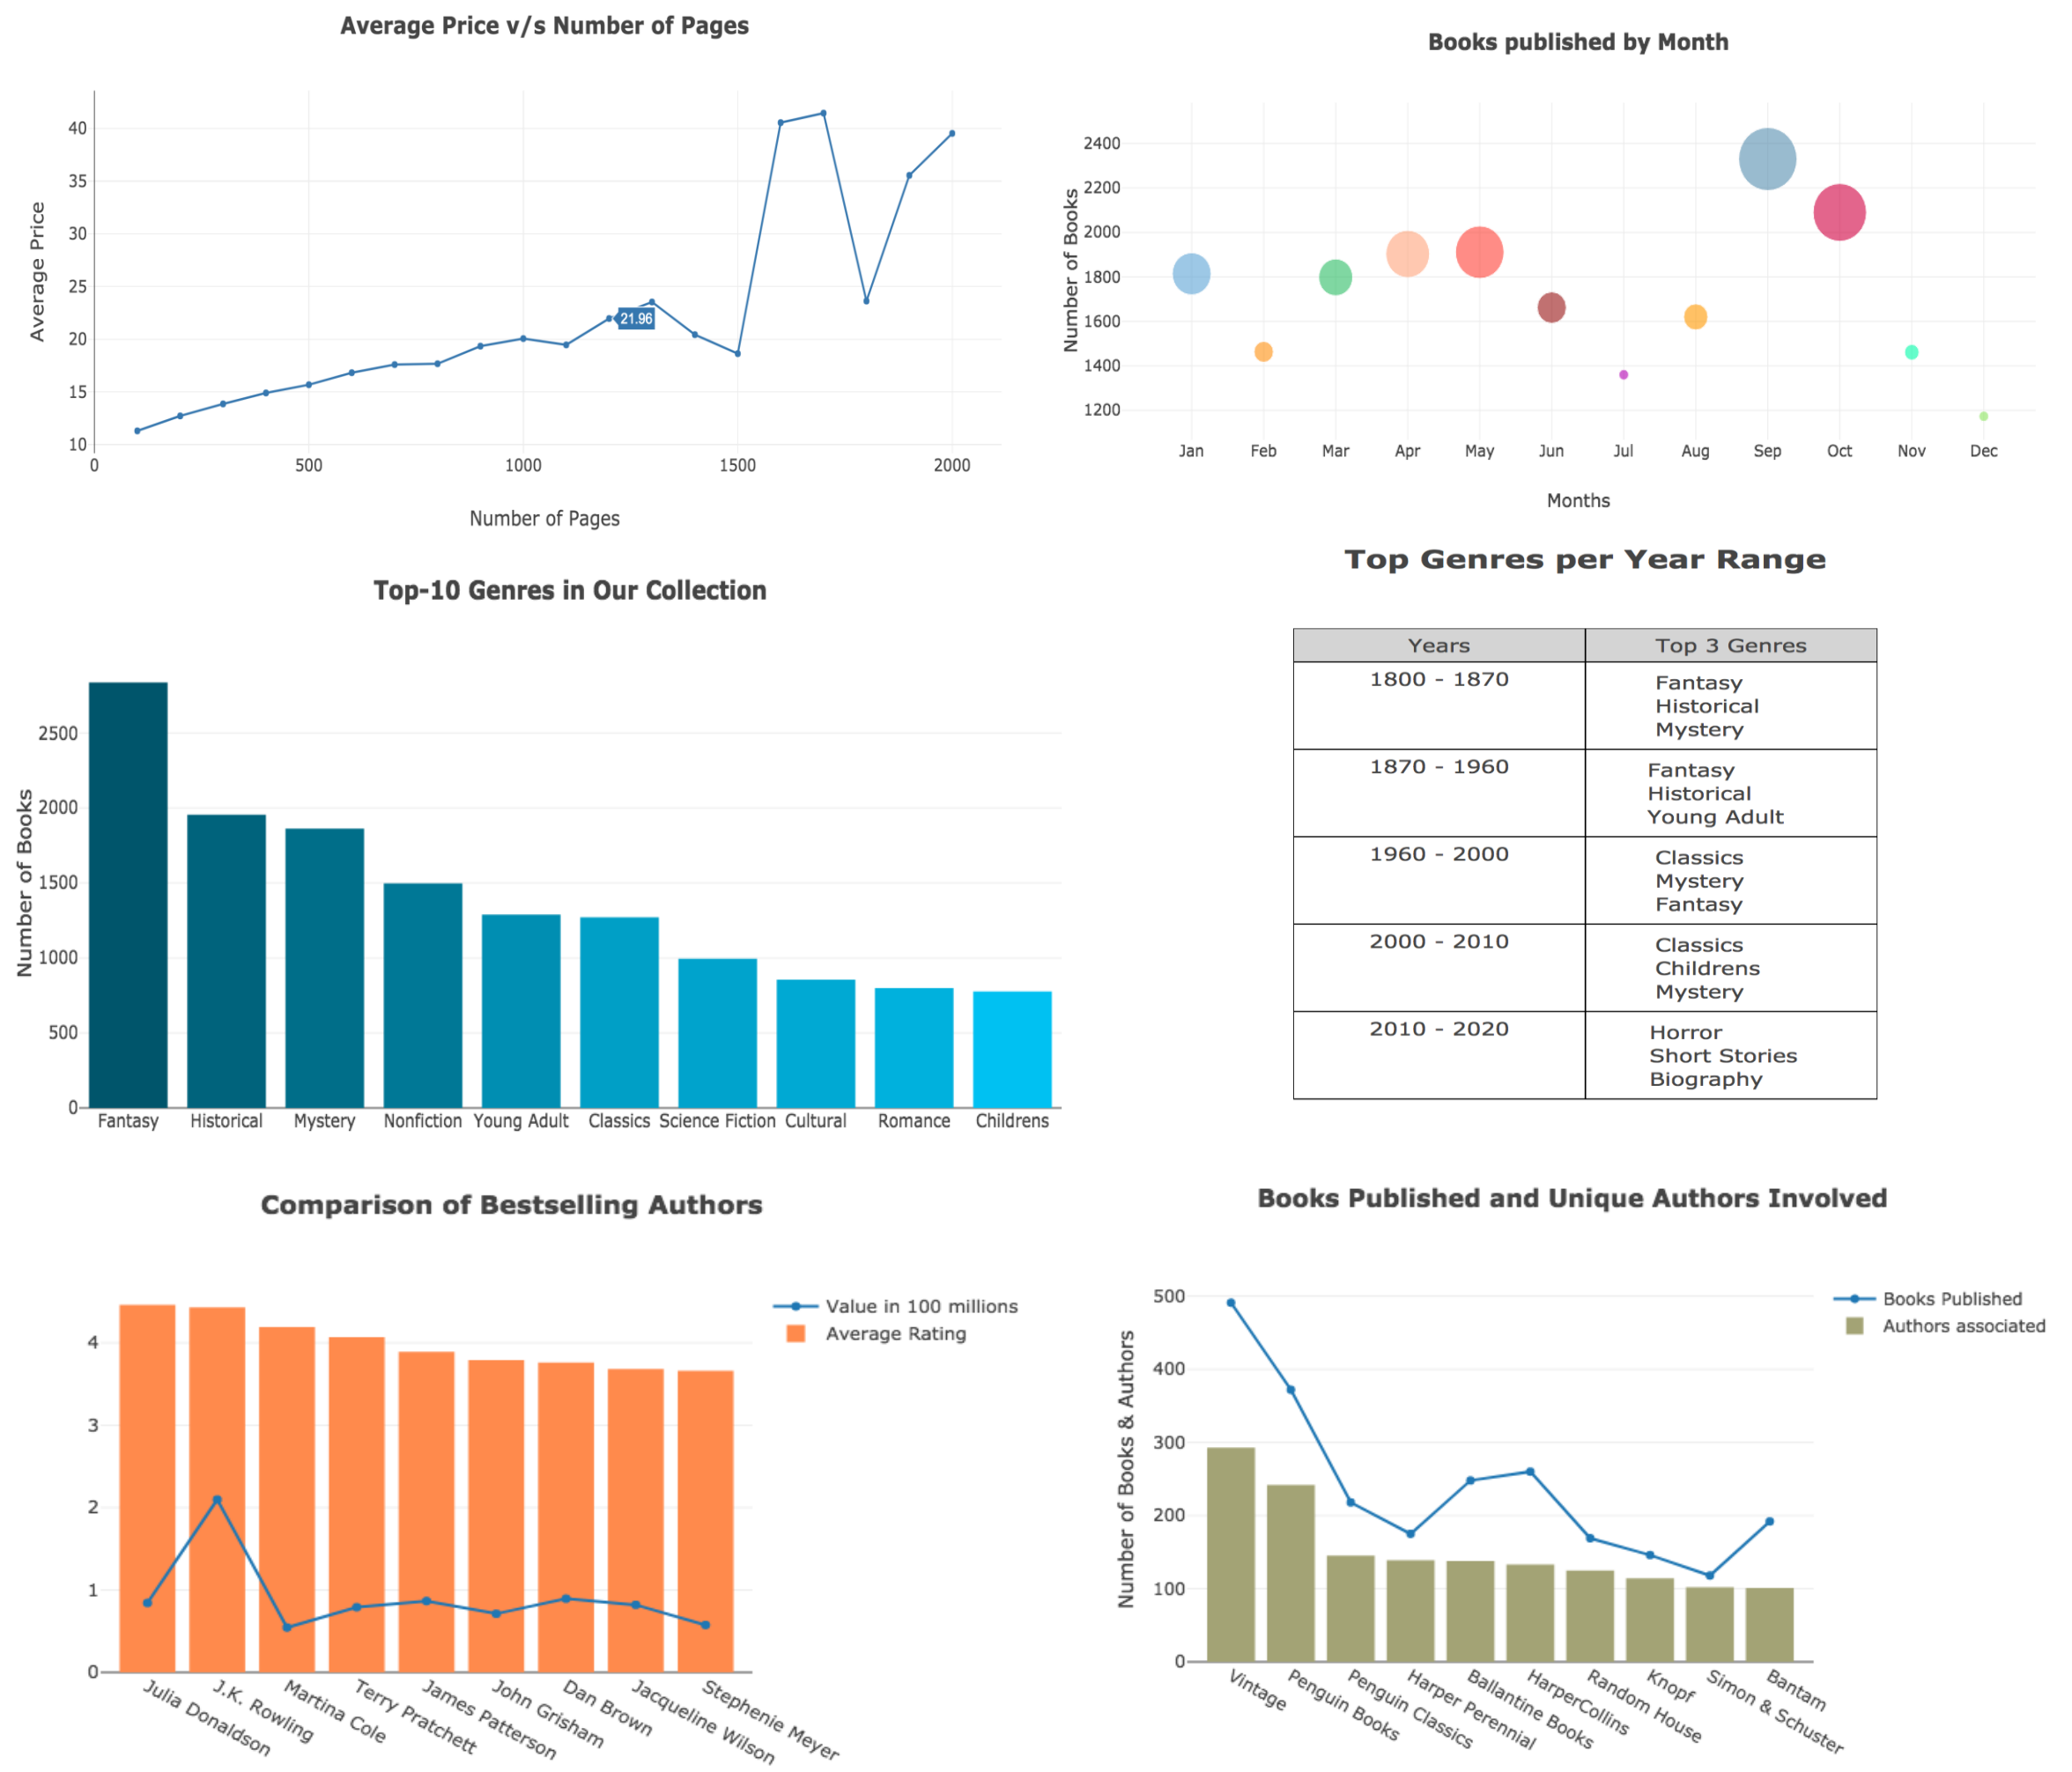 Average Price v/s Number of Pages
40
35
30
25
20
15
10
Average Price
21.96
0 500 1000 1500 2000
Number of Pages
Books published by Month
2400
2200
2000
1800
1600
1400
1200
Number of Books
Jan Feb Mar Apr May Jun Jul Aug Sep Oct Nov Dec
Months
Top-10 Genres in Our Collection
2500
2000
1500
1000
500
0
Number of Books
Fantasy Historical Mystery Nonfiction Young Adult Classics Science Fiction Cultural Romance Childrens
Top Genres per Year Range
Years Top 3 Genres
1800 - 1870 Fantasy
Historical
Mystery
1870 - 1960 Fantasy
Historical
Young Adult
1960 - 2000 Classics
Mystery
Fantasy
2000 - 2010 Classics
Childrens
Mystery
2010 - 2020 Horror
Short Stories
Biography
Comparison of Bestselling Authors
Value in 100 millions
Average Rating
4
3
2
1
0
Julia Donaldson
J.K. Rowling
Martina Cole
Terry Pratchett
James Patterson
John Grisham
Dan Brown
Jacqueline Wilson
Stephenie Meyer
Books Published and Unique Authors Involved
Books Published
Authors associated
500
400
300
200
100
0
Number of Books & Authors
Vintage
Penguin Books
Penguin Classics
Harper Perennial
Ballantine Books
HarperCollins
Random House
Knopf
Simon & Schuster
Bantam